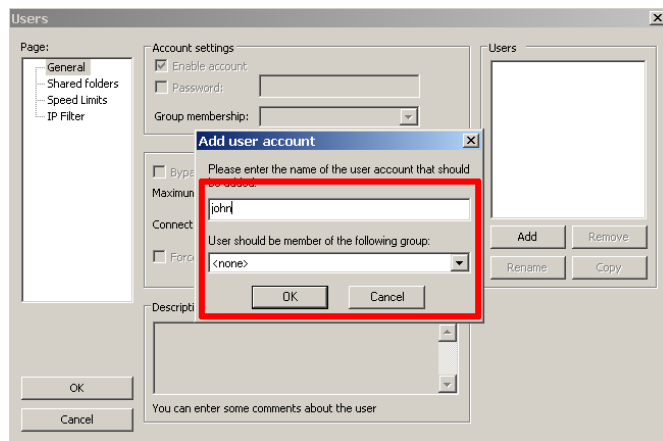 Users
Page:
General
Shared folders
Speed Limits
IP Filter
OK
Cancel
Account settings
Enable account
Password:
Group membership:
Add user account
Please enter the name of the user account that should
be added:
john
User should be member of the following group:
<none>
OK
Cancel
Bypa
Maximun
Connect
Forc
Descripti
You can enter some comments about the user
Users
Add
Remove
Rename
Copy